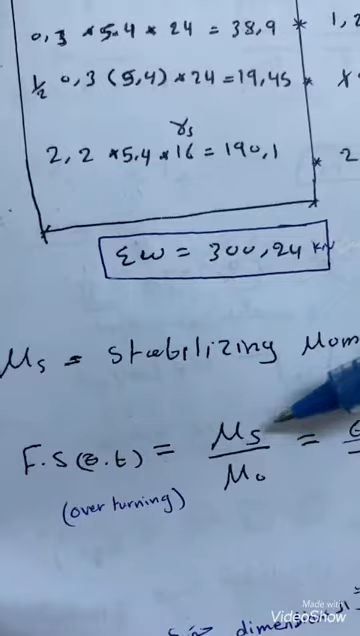 0,3 * 5.4 * 24 = 38,9 * 1,2
1/2 0,3 (5,4) * 24 = 19,45 *
γs
2,2 * 5,4 * 16 = 190,1 * 2
Σw = 300,24 kN
Ms = stabilizing Mom
F.S(o.t) = Ms / Mo =
(over turning)
dimensions
Made with
VideoShow